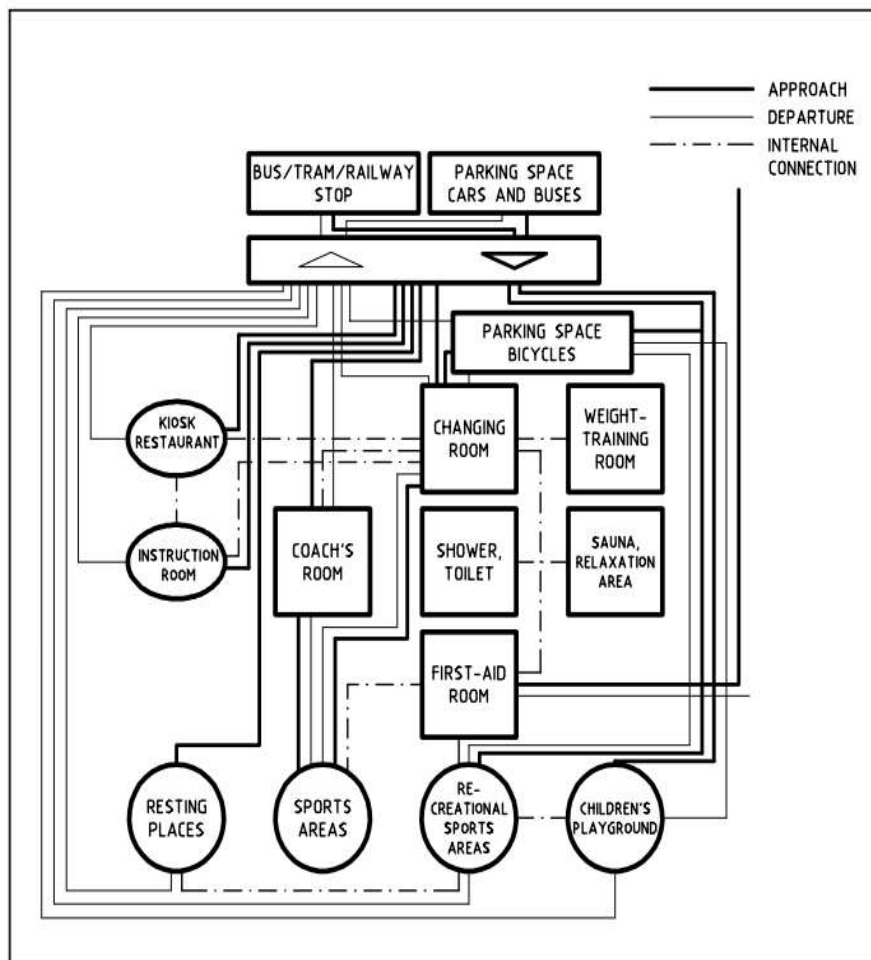 APPROACH
DEPARTURE
INTERNAL
CONNECTION
BUS/TRAM/RAILWAY
STOP
PARKING SPACE
CARS AND BUSES
PARKING SPACE
BICYCLES
KIOSK
RESTAURANT
CHANGING
ROOM
WEIGHT-
TRAINING
ROOM
INSTRUCTION
ROOM
COACH'S
ROOM
SHOWER,
TOILET
SAUNA,
RELAXATION
AREA
FIRST-AID
ROOM
RESTING
PLACES
SPORTS
AREAS
RE-
CREATIONAL
SPORTS
AREAS
CHILDREN'S
PLAYGROUND